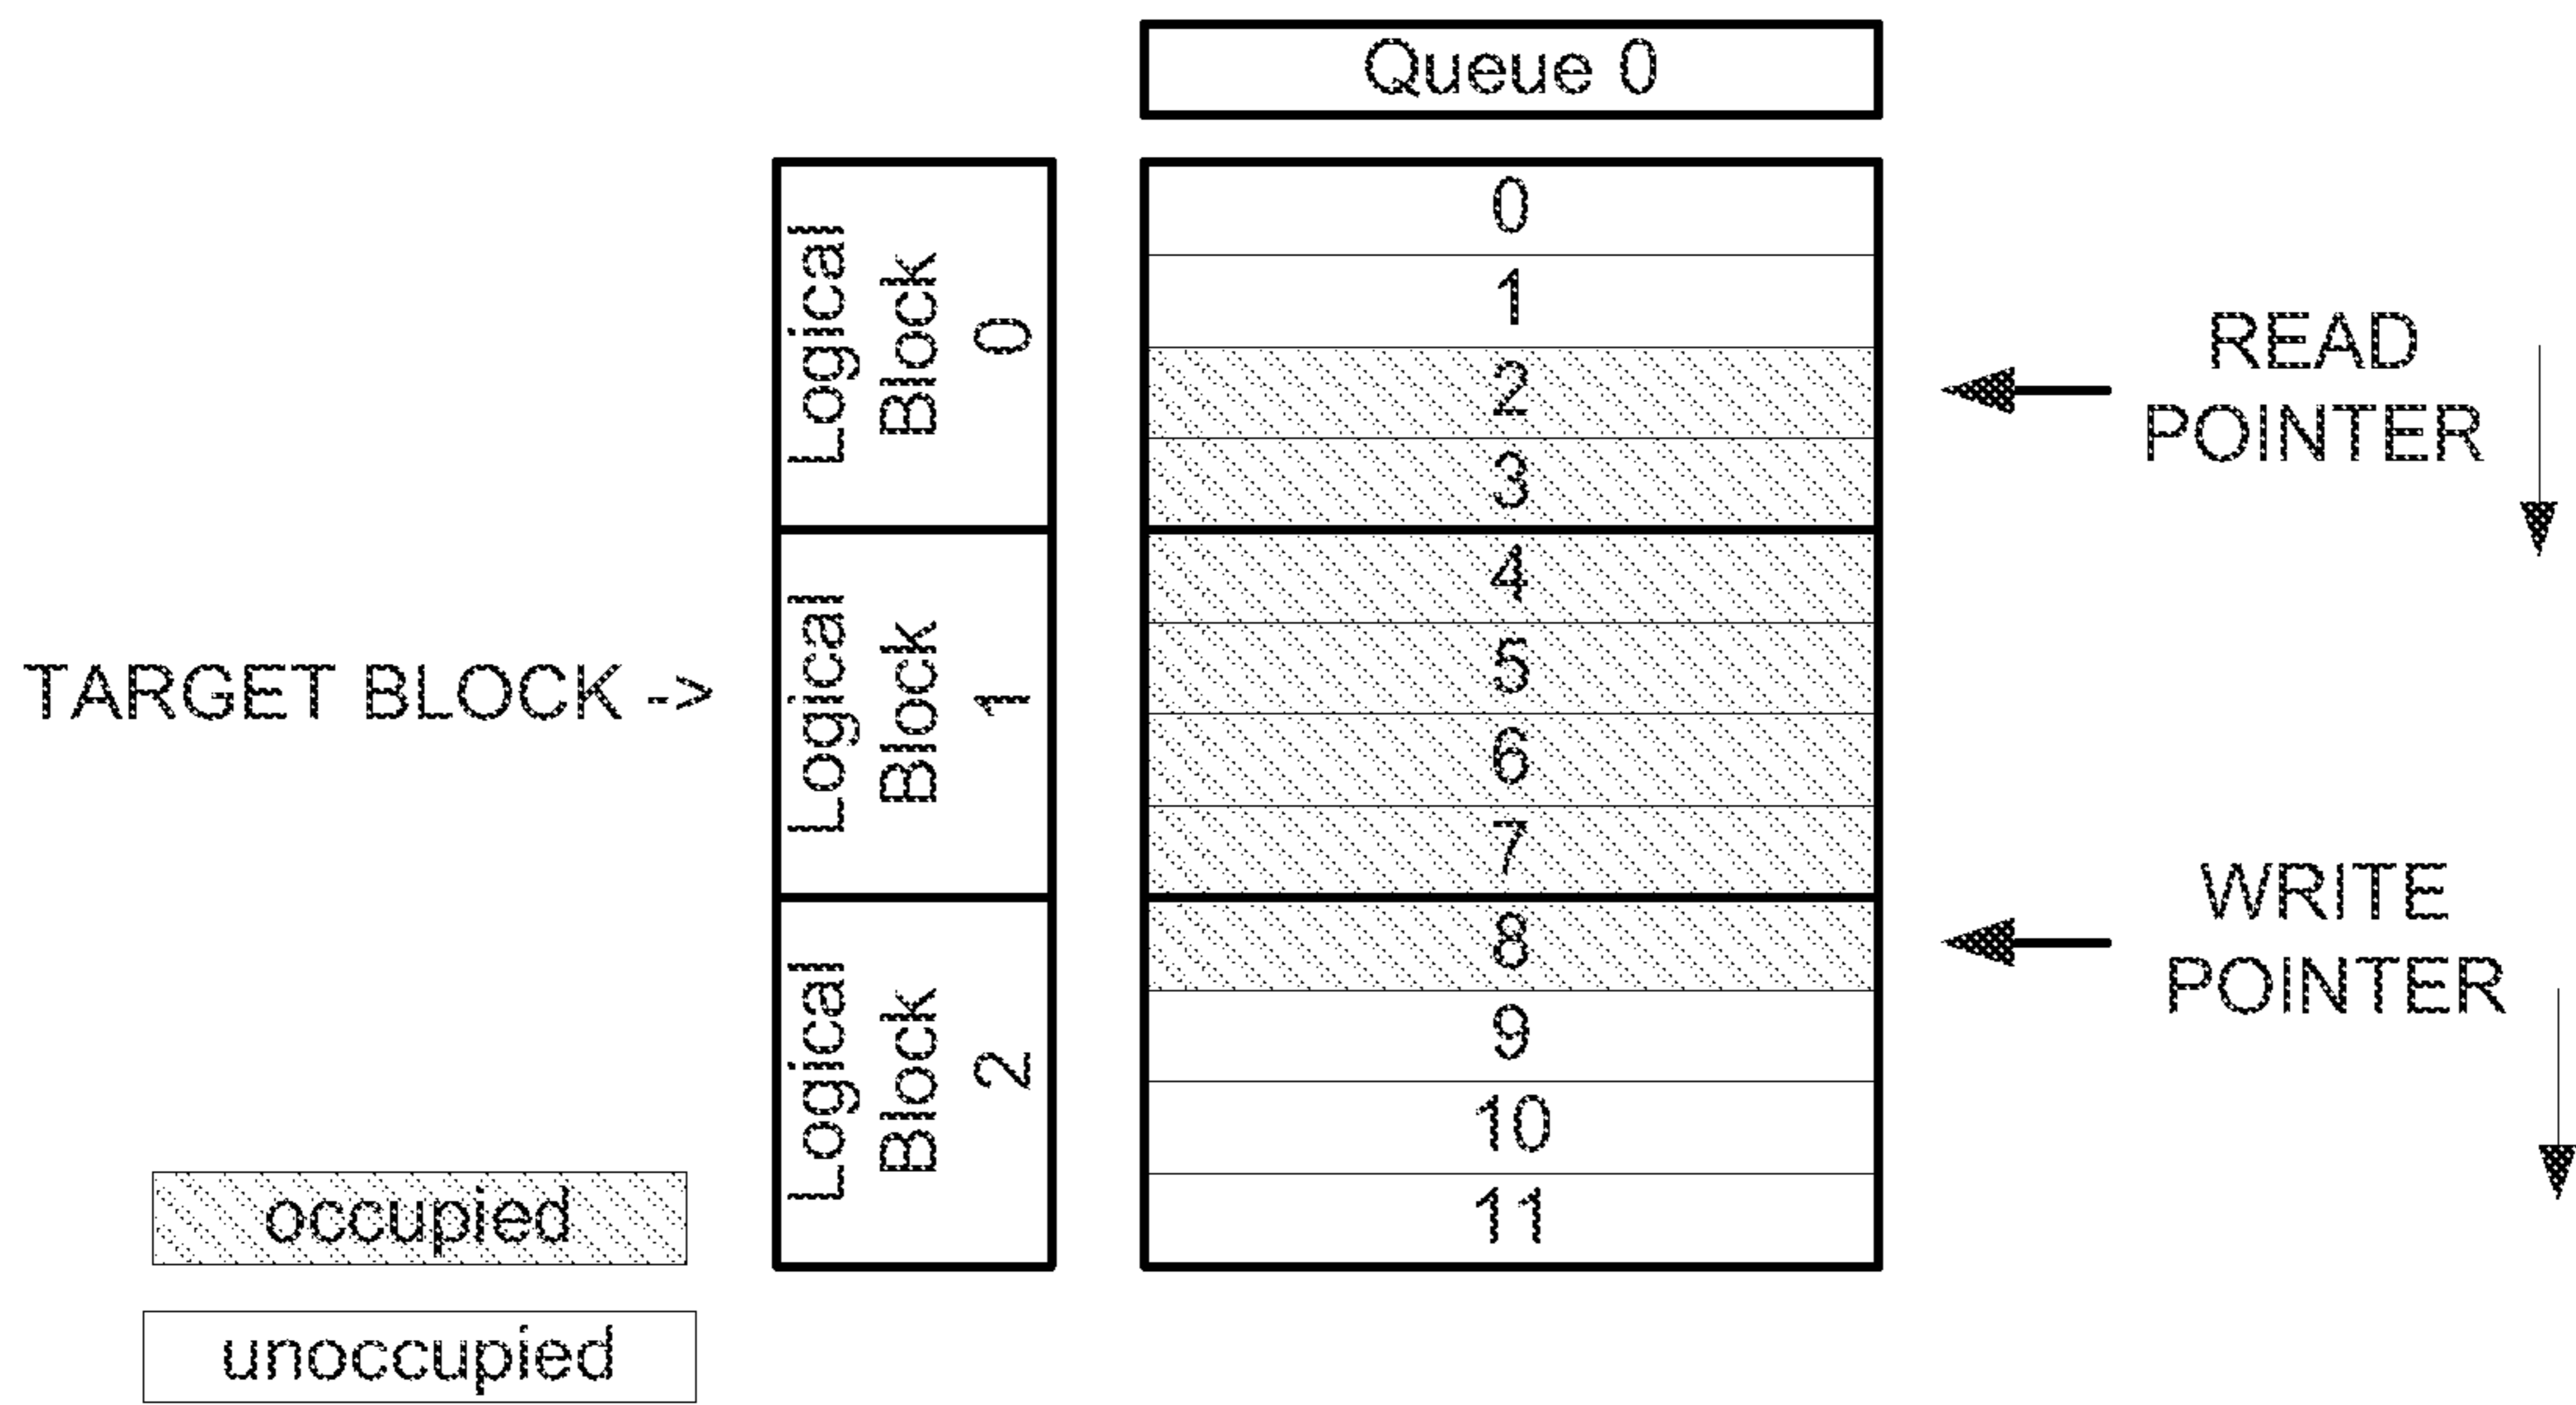 Queue 0
Logical
Block
0
0
1
2
3
READ
POINTER
TARGET BLOCK ->
Logical
Block
1
4
5
6
7
WRITE
POINTER
Logical
Block
2
8
9
10
11
occupied
unoccupied